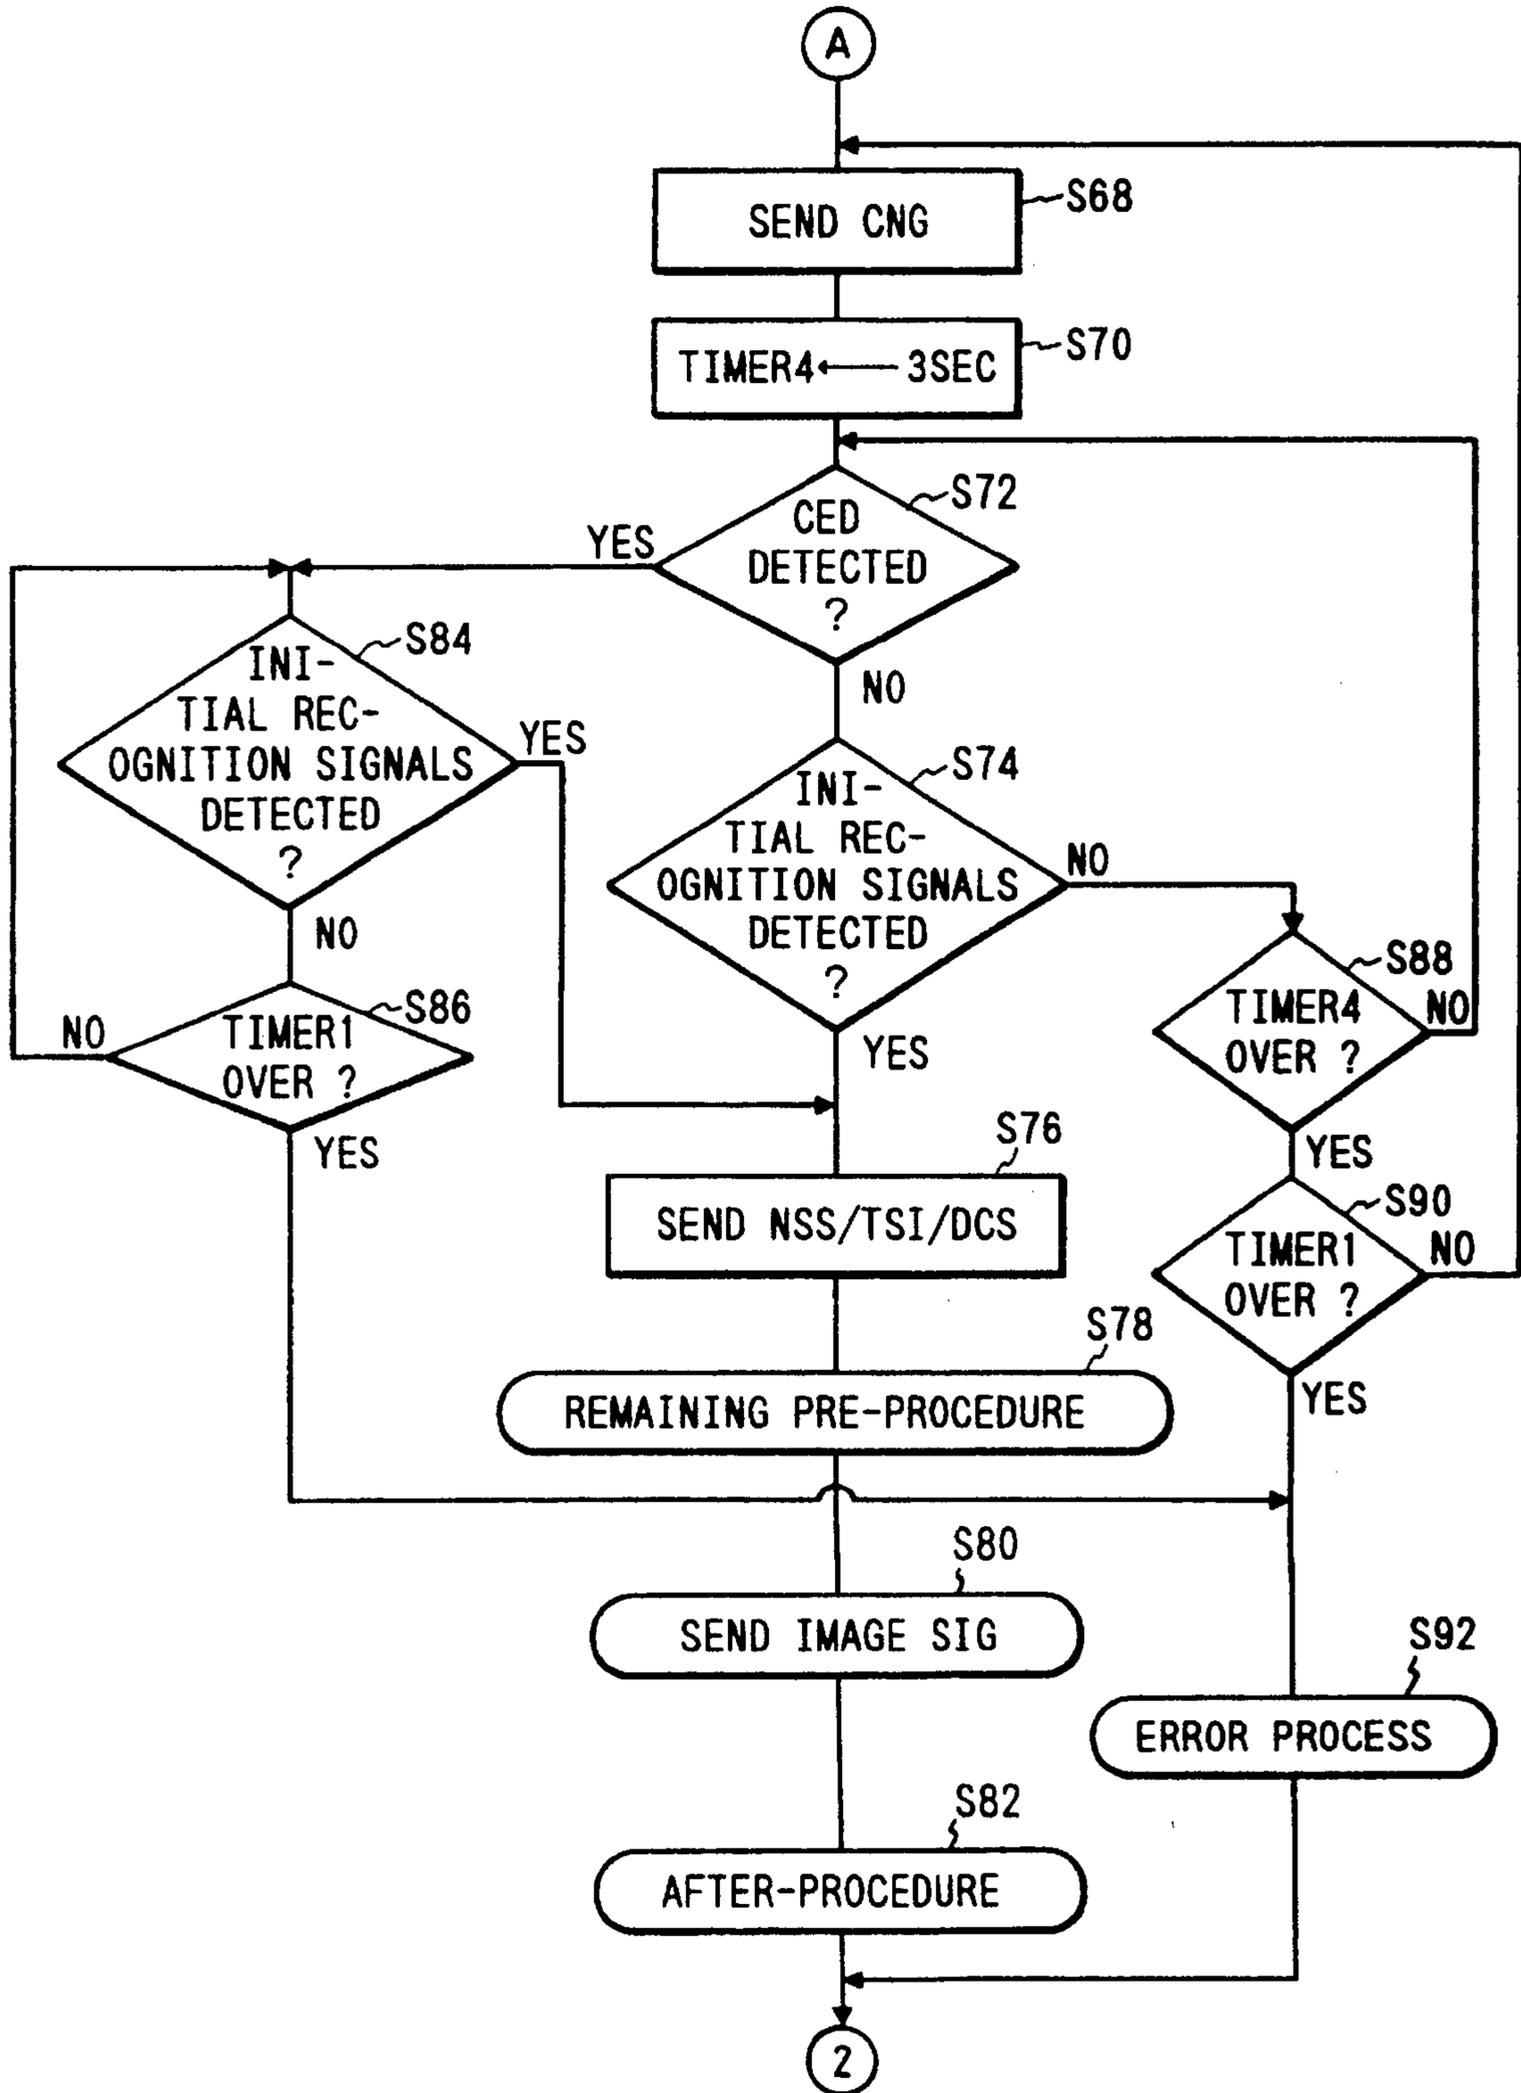 A
SEND CNG
S68
TIMER4←3SEC
S70
CED
DETECTED
?
S72
YES
NO
INI-
TIAL REC-
OGNITION SIGNALS
DETECTED
?
S84
YES
NO
INI-
TIAL REC-
OGNITION SIGNALS
DETECTED
?
S74
NO
YES
TIMER1
OVER ?
S86
NO
YES
TIMER4
OVER ?
S88
NO
YES
S76
SEND NSS/TSI/DCS
TIMER1
OVER ?
S90
NO
YES
S78
REMAINING PRE-PROCEDURE
S80
SEND IMAGE SIG
S92
ERROR PROCESS
S82
AFTER-PROCEDURE
2